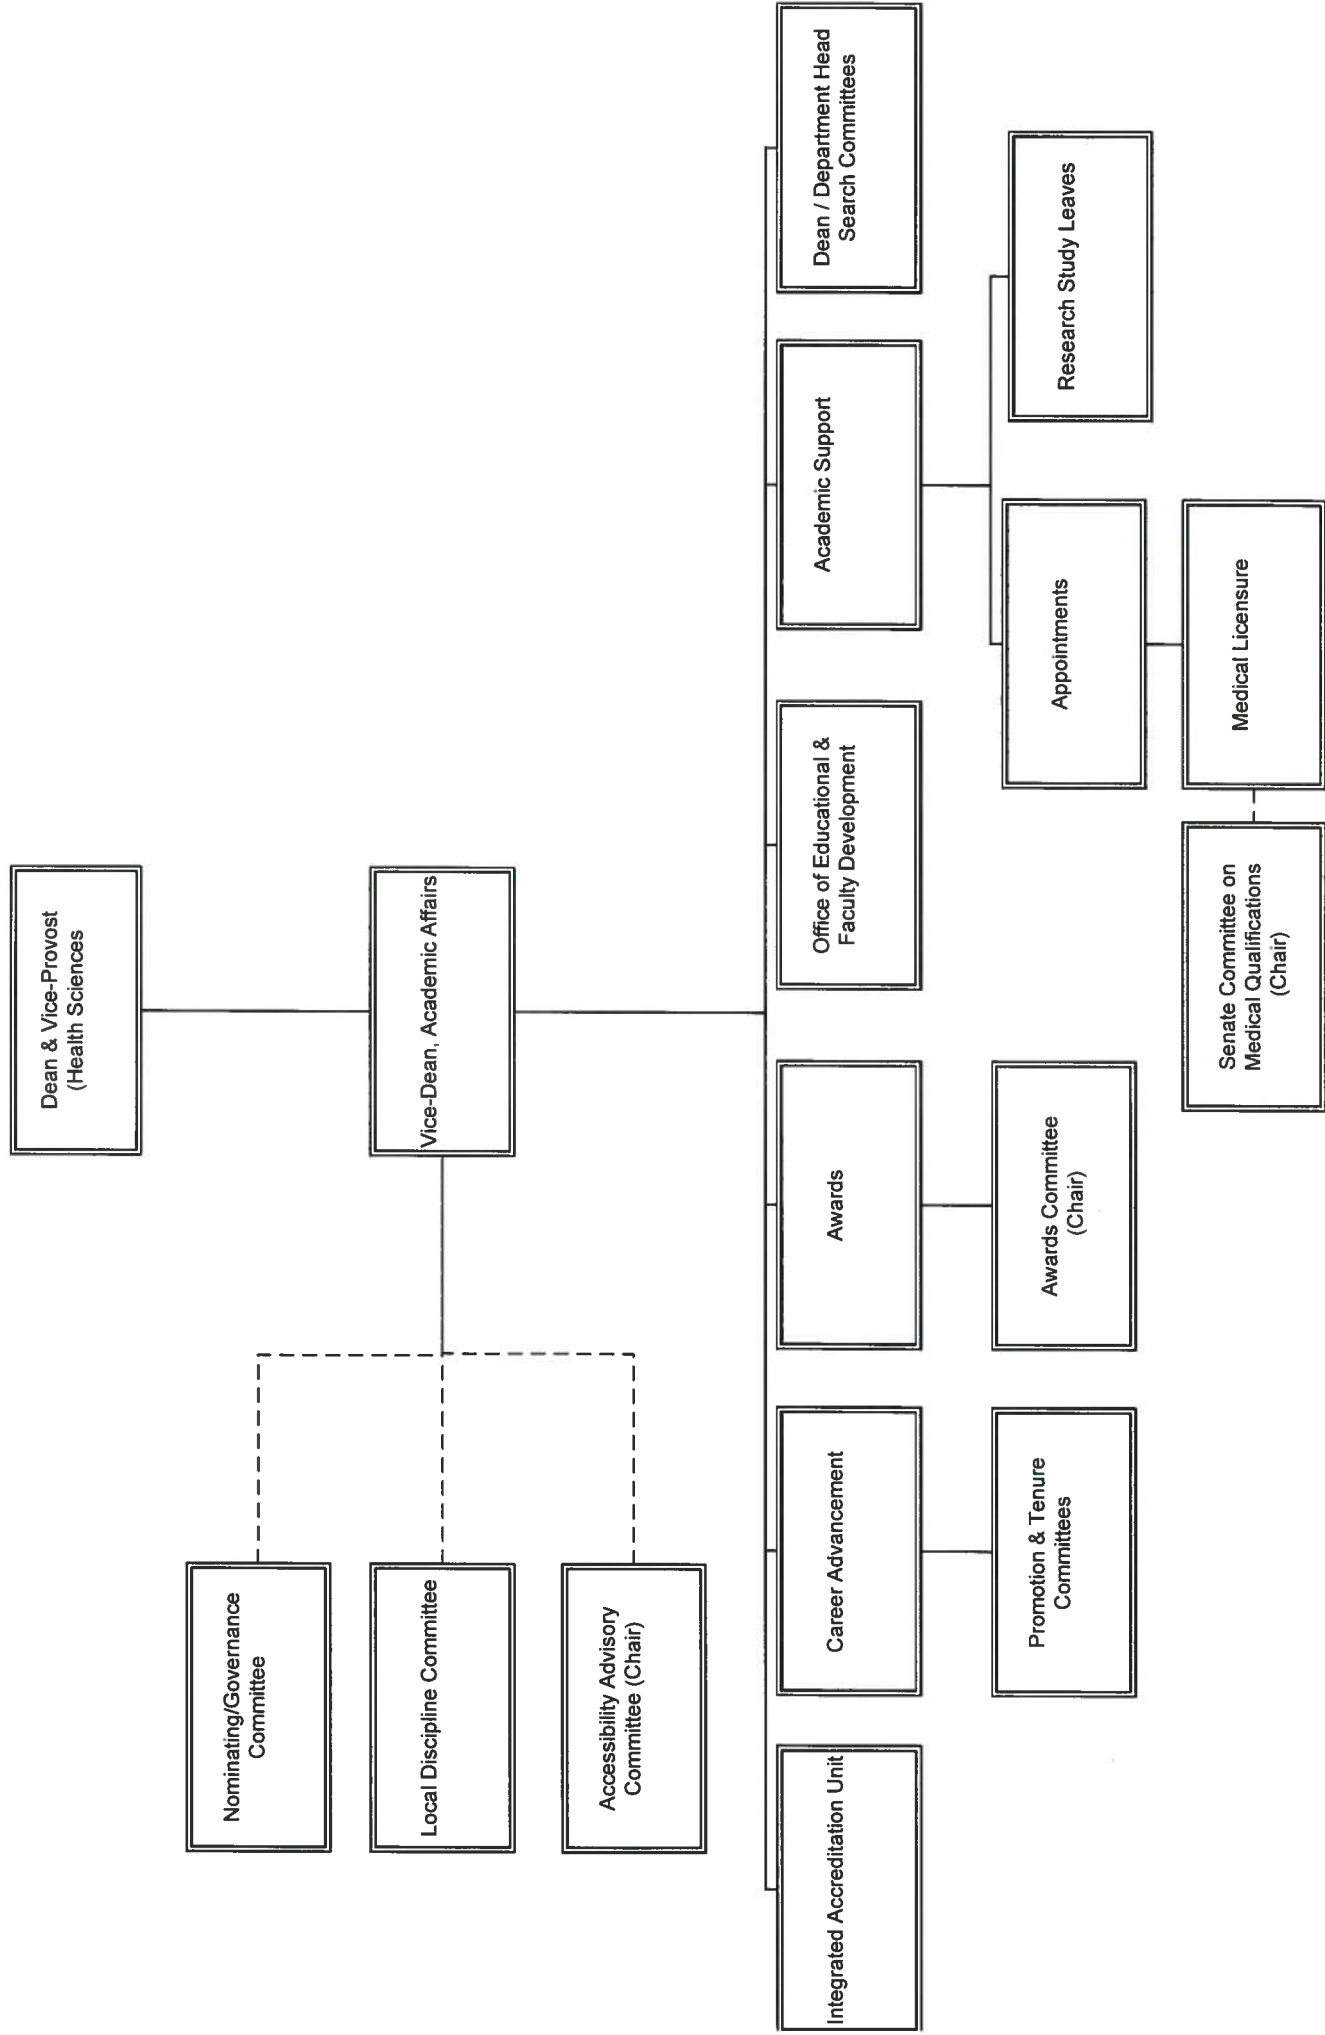 Dean & Vice-Provost
(Health Sciences)
Vice-Dean, Academic Affairs
Nominating/Governance
Committee
Local Discipline Committee
Accessibility Advisory
Committee (Chair)
Integrated Accreditation Unit
Career Advancement
Awards
Office of Educational &
Faculty Development
Academic Support
Dean / Department Head
Search Committees
Promotion & Tenure
Committees
Awards Committee
(Chair)
Appointments
Research Study Leaves
Senate Committee on
Medical Qualifications
(Chair)
Medical Licensure